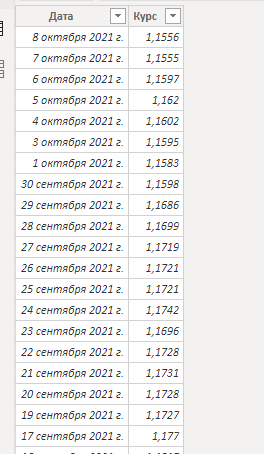 Дата Курс
8 октября 2021 г. 1,1556
7 октября 2021 г. 1,1555
6 октября 2021 г. 1,1597
5 октября 2021 г. 1,162
4 октября 2021 г. 1,1602
3 октября 2021 г. 1,1595
1 октября 2021 г. 1,1583
30 сентября 2021 г. 1,1598
29 сентября 2021 г. 1,1686
28 сентября 2021 г. 1,1699
27 сентября 2021 г. 1,1719
26 сентября 2021 г. 1,1721
25 сентября 2021 г. 1,1721
24 сентября 2021 г. 1,1742
23 сентября 2021 г. 1,1696
22 сентября 2021 г. 1,1728
21 сентября 2021 г. 1,1731
20 сентября 2021 г. 1,1728
19 сентября 2021 г. 1,1727
17 сентября 2021 г. 1,177